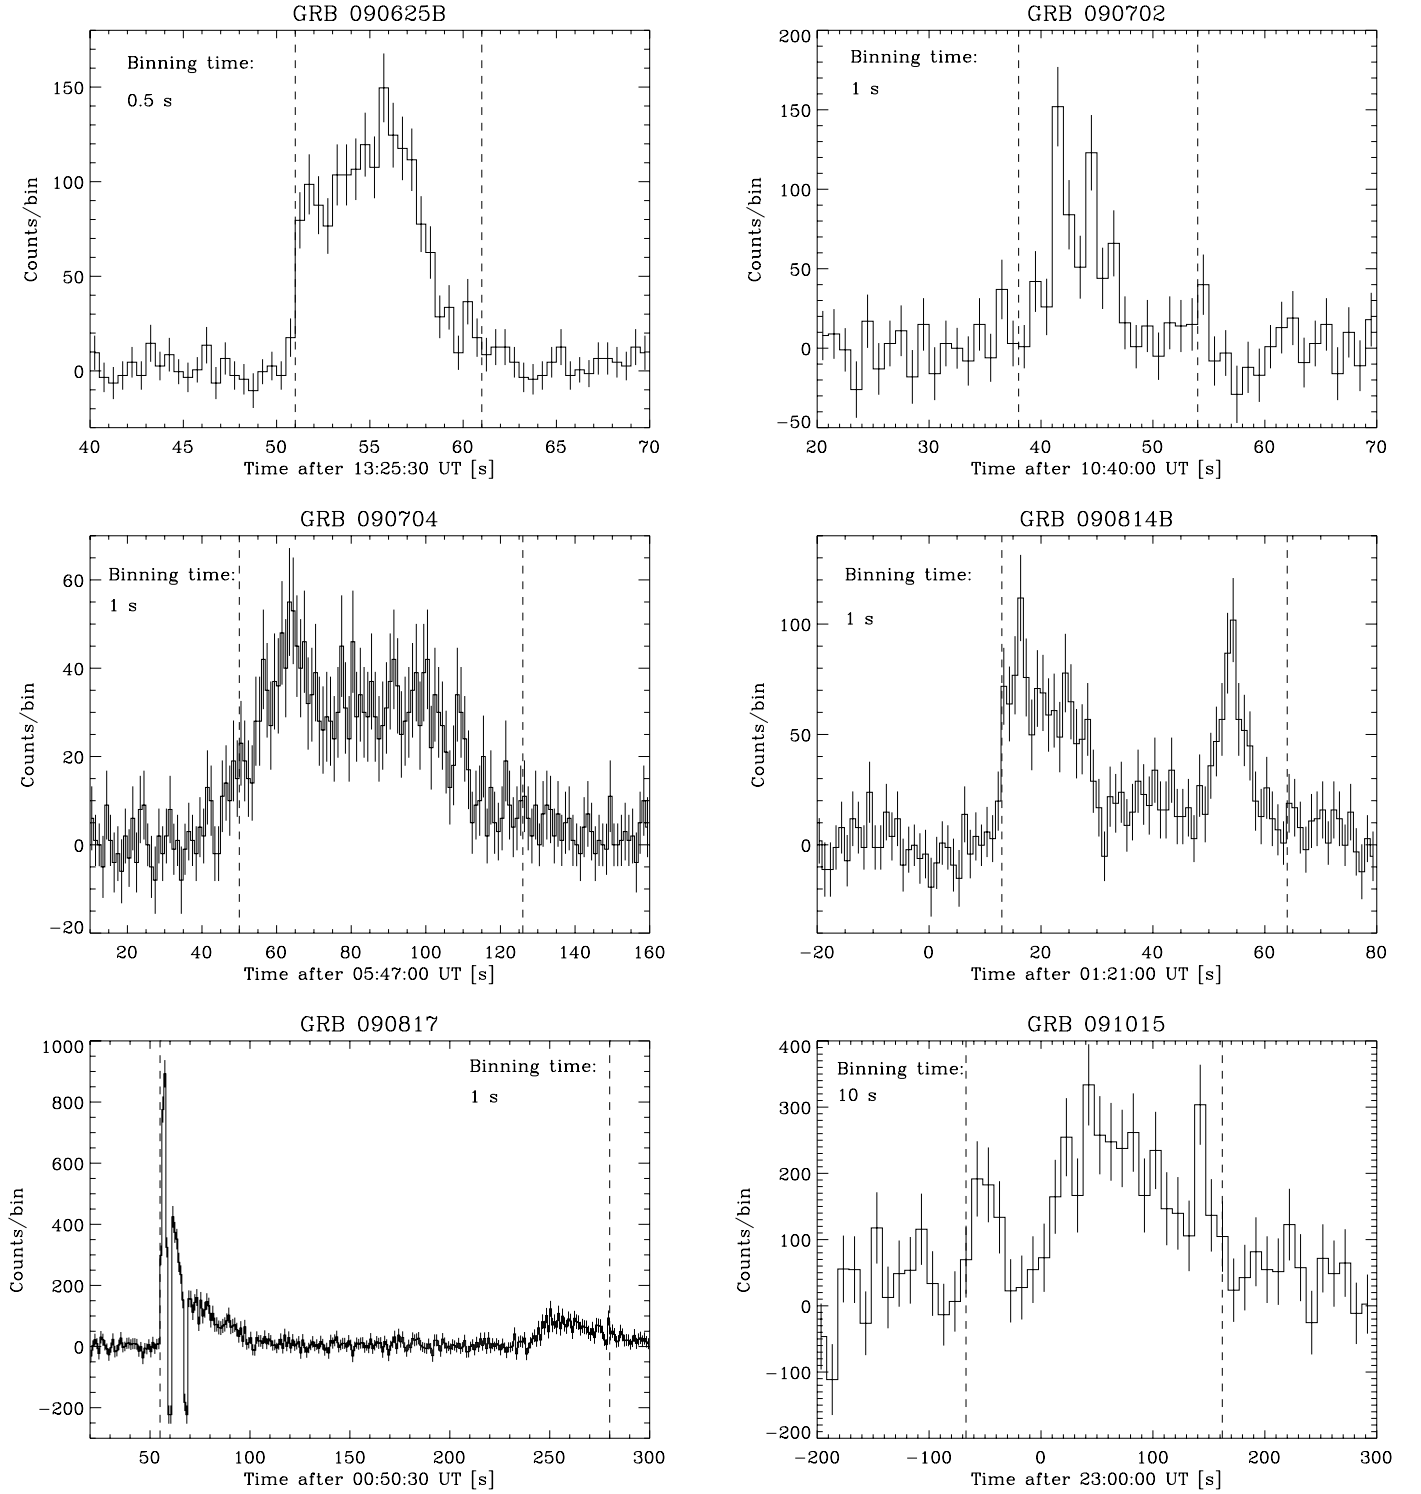 GRB 090625B
Binning time:
0.5 s
Counts/bin
150
100
50
0
40 45 50 55 60 65 70
Time after 13:25:30 UT [s]
GRB 090702
Binning time:
1 s
Counts/bin
200
150
100
50
0
−50
20 30 40 50 60 70
Time after 10:40:00 UT [s]
GRB 090704
Binning time:
1 s
Counts/bin
60
40
20
0
−20
20 40 60 80 100 120 140 160
Time after 05:47:00 UT [s]
GRB 090814B
Binning time:
1 s
Counts/bin
100
50
0
−20 0 20 40 60 80
Time after 01:21:00 UT [s]
GRB 090817
Binning time:
1 s
Counts/bin
1000
800
600
400
200
0
−200
50 100 150 200 250 300
Time after 00:50:30 UT [s]
GRB 091015
Binning time:
10 s
Counts/bin
400
300
200
100
0
−100
−200
−200 −100 0 100 200 300
Time after 23:00:00 UT [s]